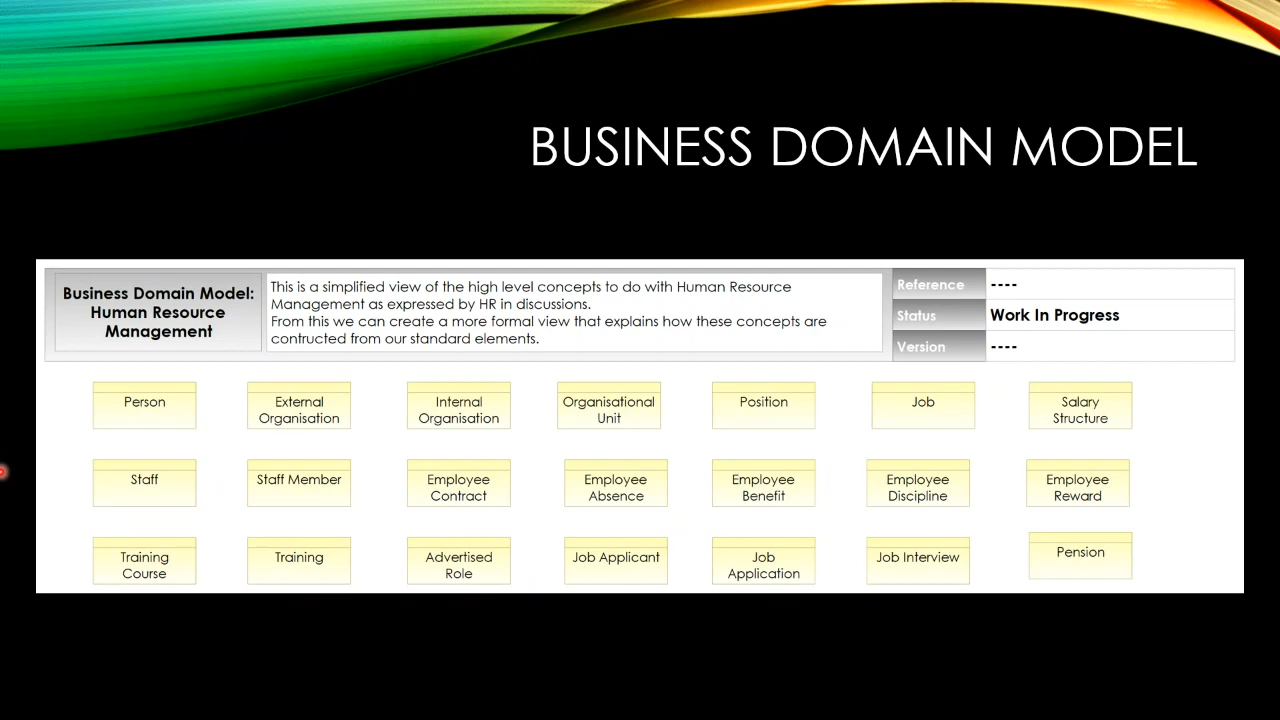 BUSINESS DOMAIN MODEL
Business Domain Model:
Human Resource
Management
This is a simplified view of the high level concepts to do with Human Resource
Management as expressed by HR in discussions.
From this we can create a more formal view that explains how these concepts are
contructed from our standard elements.
Reference ----
Status Work In Progress
Version ----
Person
External
Organisation
Internal
Organisation
Organisational
Unit
Position
Job
Salary
Structure
Staff
Staff Member
Employee
Contract
Employee
Absence
Employee
Benefit
Employee
Discipline
Employee
Reward
Training
Course
Training
Advertised
Role
Job Applicant
Job
Application
Job Interview
Pension